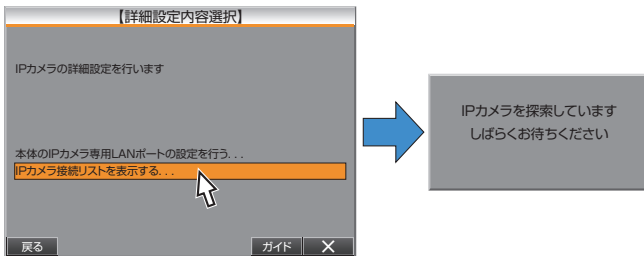 【詳細設定内容選択】
IPカメラの詳細設定を行います
本体のIPカメラ専用LANポートの設定を行う...
IPカメラ接続リストを表示する...
戻る
ガイド
IPカメラを探索しています
しばらくお待ちください